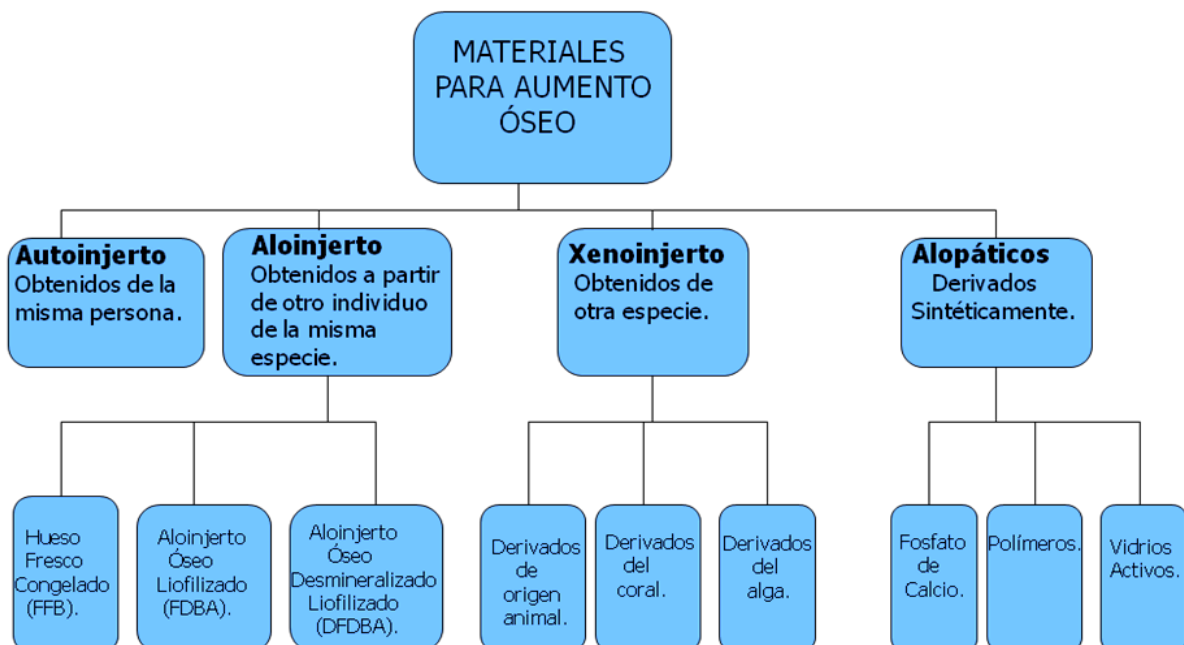 MATERIALES
PARA AUMENTO
ÓSEO
Autoinjerto
Obtenidos de la
misma persona.
Aloinjerto
Obtenidos a partir
de otro individuo
de la misma
especie.
Xenoinjerto
Obtenidos de
otra especie.
Alopáticos
Derivados
Sintéticamente.
Hueso
Fresco
Congelado
(FFB).
Aloinjerto
Óseo
Liofilizado
(FDBA).
Aloinjerto
Óseo
Desmineralizado
Liofilizado
(DFDBA).
Derivados
de
origen
animal.
Derivados
del
coral.
Derivados
del
alga.
Fosfato
de
Calcio.
Polímeros.
Vidrios
Activos.